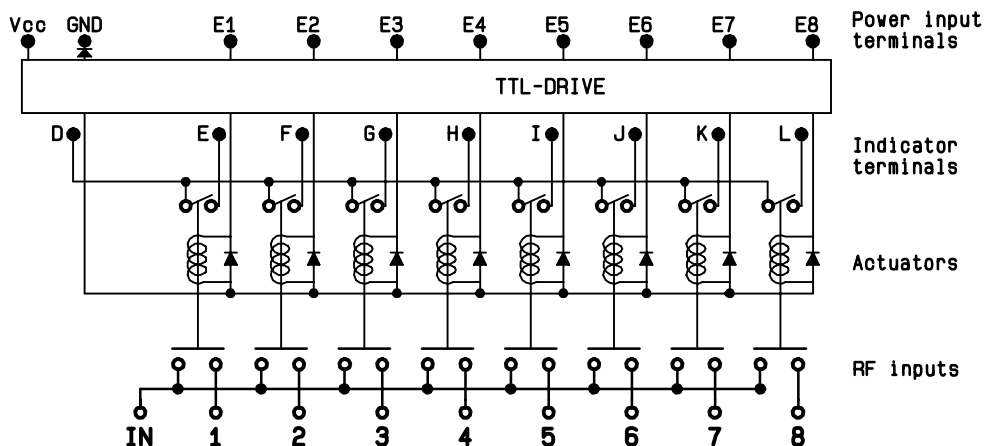 Vcc GND E1 E2 E3 E4 E5 E6 E7 E8 Power input
terminals
TTL-DRIVE
D E F G H I J K L Indicator
terminals
Actuators
RF inputs
IN 1 2 3 4 5 6 7 8